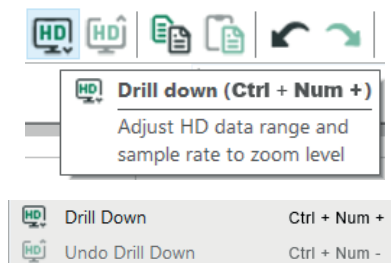 HD HD
HD Drill down (Ctrl + Num +)
Adjust HD data range and
sample rate to zoom level
HD Drill Down Ctrl + Num +
HD Undo Drill Down Ctrl + Num -